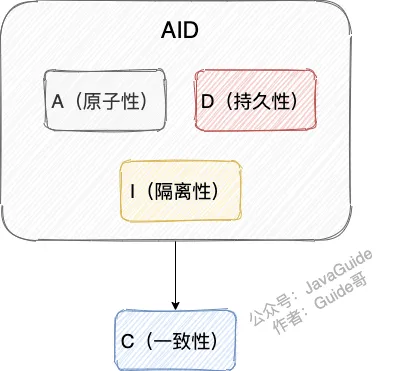 AID
A（原子性）
D（持久性）
I（隔离性）
C（一致性）
公众号：JavaGuide
作者：Guide哥